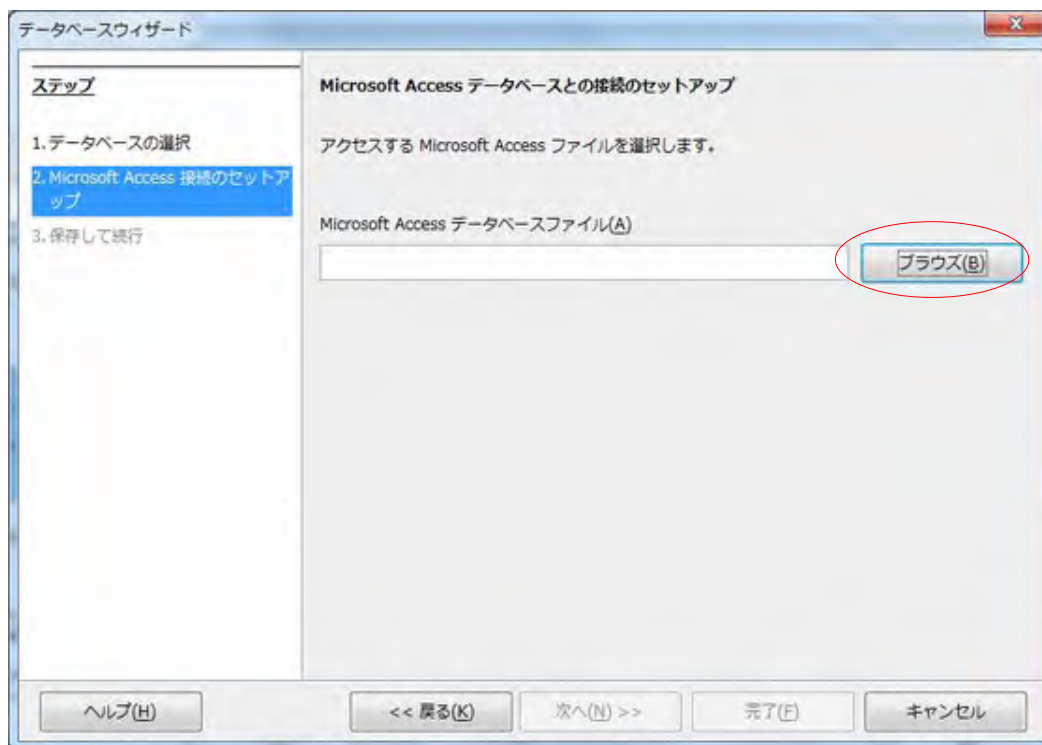 データベースウィザード
ステップ
1.データベースの選択
2.Microsoft Access 接続のセットア
ップ
3.保存して続行
Microsoft Access データベースとの接続のセットアップ
アクセスする Microsoft Access ファイルを選択します。
Microsoft Access データベースファイル(A)
ブラウズ(B)
ヘルプ(H)
<< 戻る(K)
次へ(N) >>
完了(F)
キャンセル